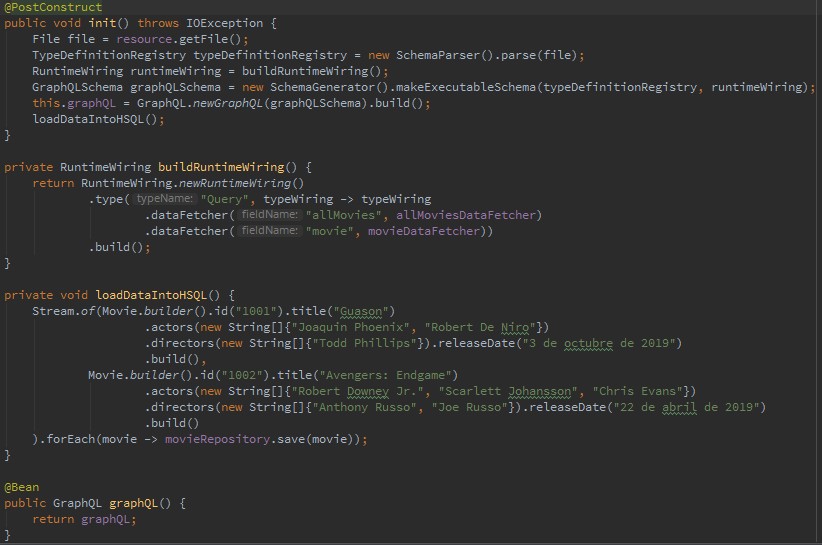 @PostConstruct
public void init() throws IOException {
    File file = resource.getFile();
    TypeDefinitionRegistry typeDefinitionRegistry = new SchemaParser().parse(file);
    RuntimeWiring runtimeWiring = buildRuntimeWiring();
    GraphQLSchema graphQLSchema = new SchemaGenerator().makeExecutableSchema(typeDefinitionRegistry, runtimeWiring);
    this.graphQL = GraphQL.newGraphQL(graphQLSchema).build();
    loadDataIntoHSQL();
}
private RuntimeWiring buildRuntimeWiring() {
    return RuntimeWiring.newRuntimeWiring()
            .type( typeName: "Query", typeWiring -> typeWiring
                    .dataFetcher( fieldName: "allMovies", allMoviesDataFetcher)
                    .dataFetcher( fieldName: "movie", movieDataFetcher))
            .build();
}
private void loadDataIntoHSQL() {
    Stream.of(Movie.builder().id("1001").title("Guason")
                    .actors(new String[]{"Joaquin Phoenix", "Robert De Niro"})
                    .directors(new String[]{"Todd Phillips"}).releaseDate("3 de octubre de 2019")
                    .build(),
            Movie.builder().id("1002").title("Avengers: Endgame")
                    .actors(new String[]{"Robert Downey Jr.", "Scarlett Johansson", "Chris Evans"})
                    .directors(new String[]{"Anthony Russo", "Joe Russo"}).releaseDate("22 de abril de 2019")
                    .build()
    ).forEach(movie -> movieRepository.save(movie));
}
@Bean
public GraphQL graphQL() {
    return graphQL;
}